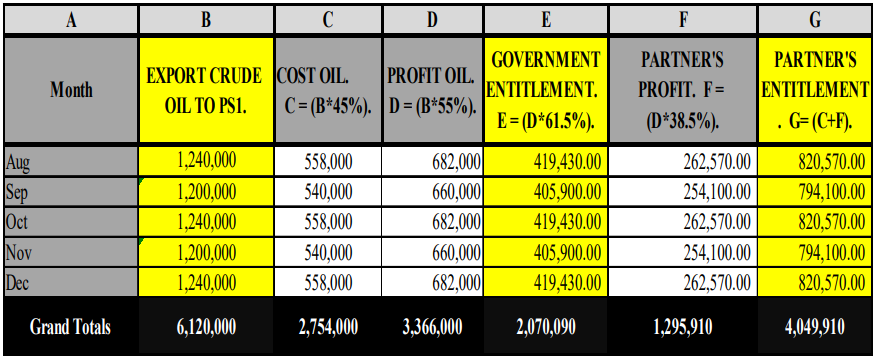 A B C D E F G
Month EXPORT CRUDE OIL TO PS1. COST OIL. C = (B*45%). PROFIT OIL. D = (B*55%). GOVERNMENT ENTITLEMENT. E = (D*61.5%). PARTNER'S PROFIT. F = (D*38.5%). PARTNER'S ENTITLEMENT . G= (C+F).
Aug 1,240,000 558,000 682,000 419,430.00 262,570.00 820,570.00
Sep 1,200,000 540,000 660,000 405,900.00 254,100.00 794,100.00
Oct 1,240,000 558,000 682,000 419,430.00 262,570.00 820,570.00
Nov 1,200,000 540,000 660,000 405,900.00 254,100.00 794,100.00
Dec 1,240,000 558,000 682,000 419,430.00 262,570.00 820,570.00
Grand Totals 6,120,000 2,754,000 3,366,000 2,070,090 1,295,910 4,049,910